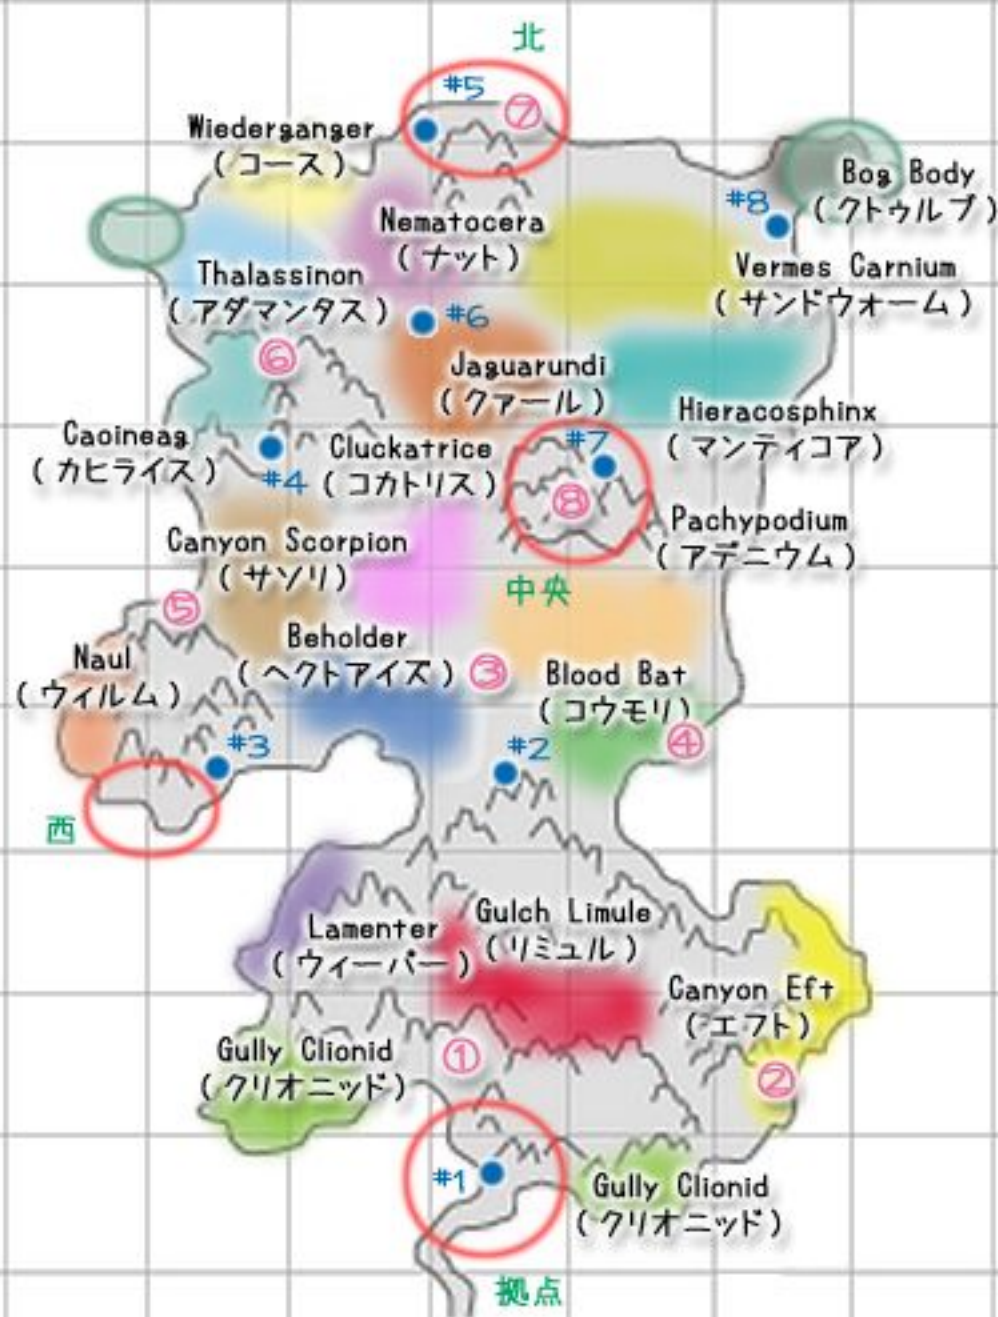 北
#5
⑦
Wiederganger
(コース)
Bog Body
(クトゥルブ)
#8
Nematocera
(ナット)
Vermes Carnium
(サンドウォーム)
Thalassinon
(アダマンタス)
#6
⑥
Jaguarundi
(クァール)
Hieracosphinx
(マンティコア)
Caoineag
(カヒライス)
#4
Cluckatrice
(コカトリス)
#7
⑧
Pachypodium
(アデニウム)
Canyon Scorpion
(サソリ)
中央
⑤
Naul
(ウィルム)
Beholder
(ヘクトアイズ)
③
Blood Bat
(コウモリ)
④
#3
#2
西
Lamenter
(ウィーパー)
Gulch Limule
(リミュル)
Canyon Eft
(エフト)
Gully Clionid
(クリオニッド)
①
②
#1
Gully Clionid
(クリオニッド)
拠点